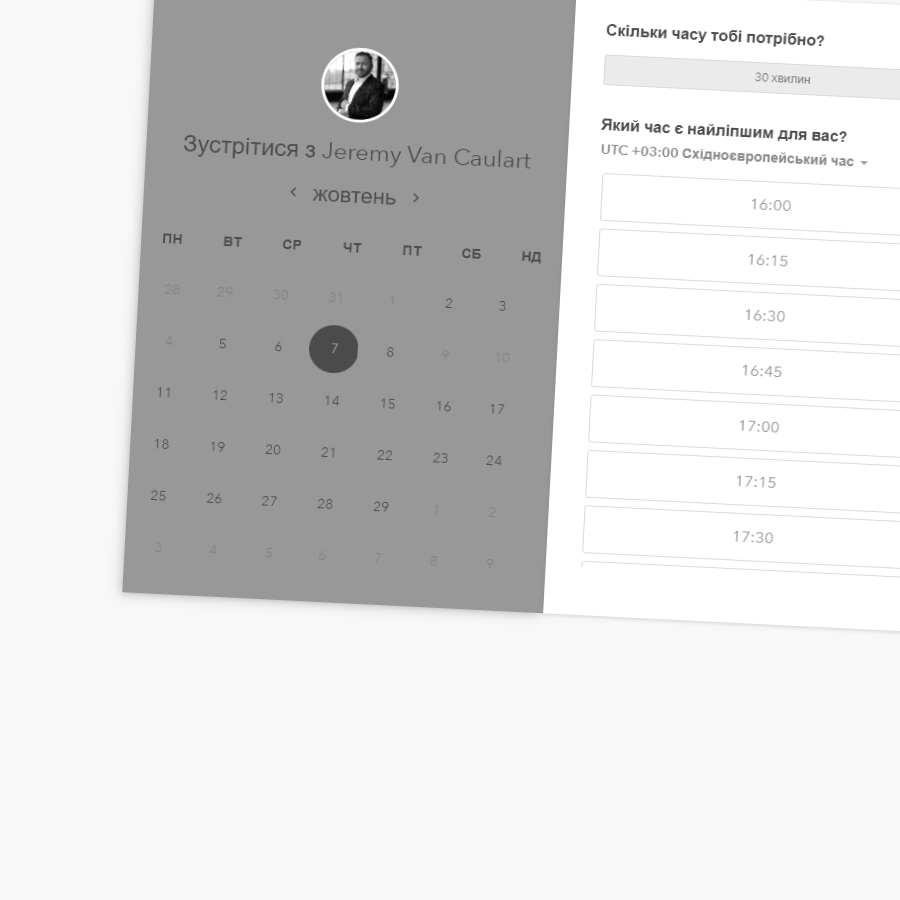 Зустрітися з Jeremy Van Caulart
‹ жовтень ›
ПН ВТ СР ЧТ ПТ СБ НД
28 29 30 31 1 2 3
4 5 6 7 8 9 10
11 12 13 14 15 16 17
18 19 20 21 22 23 24
25 26 27 28 29 1 2
3 4 5 6 7 8 9
Скільки часу тобі потрібно?
30 хвилин
Який час є найліпшим для вас?
UTC +03:00 Східноєвропейський час
16:00
16:15
16:30
16:45
17:00
17:15
17:30